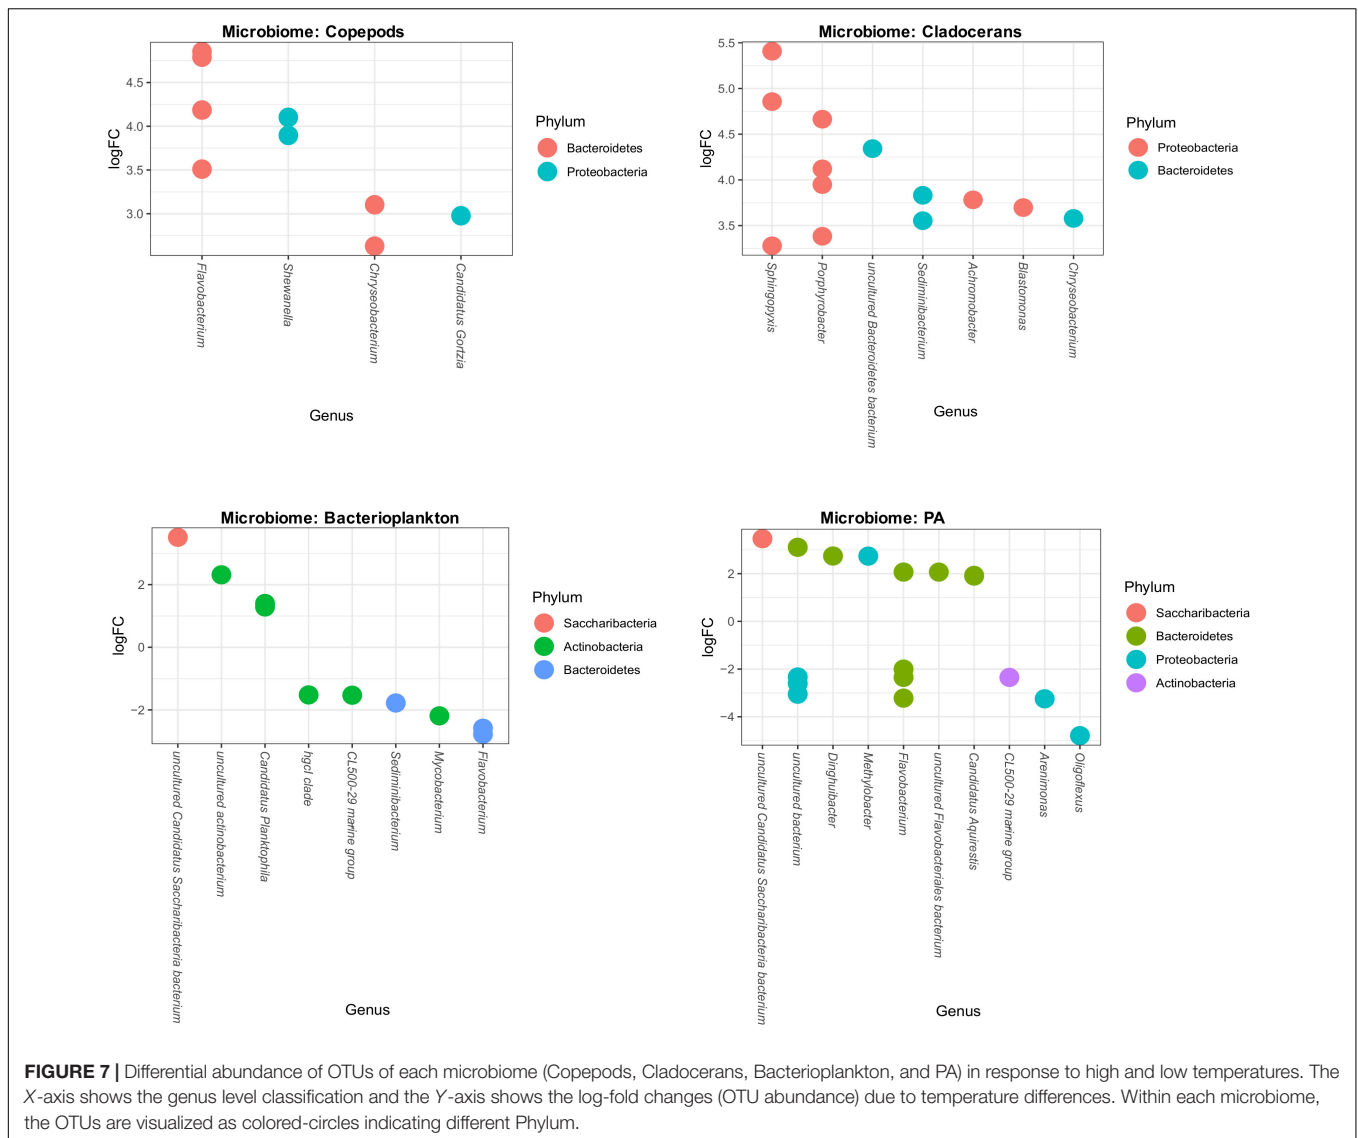 Microbiome: Copepods
logFC
4.5
4.0
3.5
3.0
Flavobacterium
Shewanella
Chryseobacterium
Candidatus Gortzia
Genus
Phylum
Bacteroidetes
Proteobacteria
Microbiome: Cladocerans
logFC
5.5
5.0
4.5
4.0
3.5
Sphingopyxis
Porphyrobacter
uncultured Bacteroidetes bacterium
Sediminibacterium
Achromobacter
Blastomonas
Chryseobacterium
Genus
Phylum
Proteobacteria
Bacteroidetes
Microbiome: Bacterioplankton
logFC
2
0
−2
uncultured Candidatus Saccharibacteria bacterium
uncultured actinobacterium
Candidatus Planktophila
hgcI clade
CL500-29 marine group
Sediminibacterium
Mycobacterium
Flavobacterium
Genus
Phylum
Saccharibacteria
Actinobacteria
Bacteroidetes
Microbiome: PA
logFC
2
0
−2
−4
uncultured Candidatus Saccharibacteria bacterium
uncultured bacterium
Dinghuibacter
Methylobacter
Flavobacterium
uncultured Flavobacteriales bacterium
Candidatus Aquirestis
CL500-29 marine group
Arenimonas
Oligoflexus
Genus
Phylum
Saccharibacteria
Bacteroidetes
Proteobacteria
Actinobacteria
FIGURE 7 | Differential abundance of OTUs of each microbiome (Copepods, Cladocerans, Bacterioplankton, and PA) in response to high and low temperatures. The
X-axis shows the genus level classification and the Y-axis shows the log-fold changes (OTU abundance) due to temperature differences. Within each microbiome,
the OTUs are visualized as colored-circles indicating different Phylum.